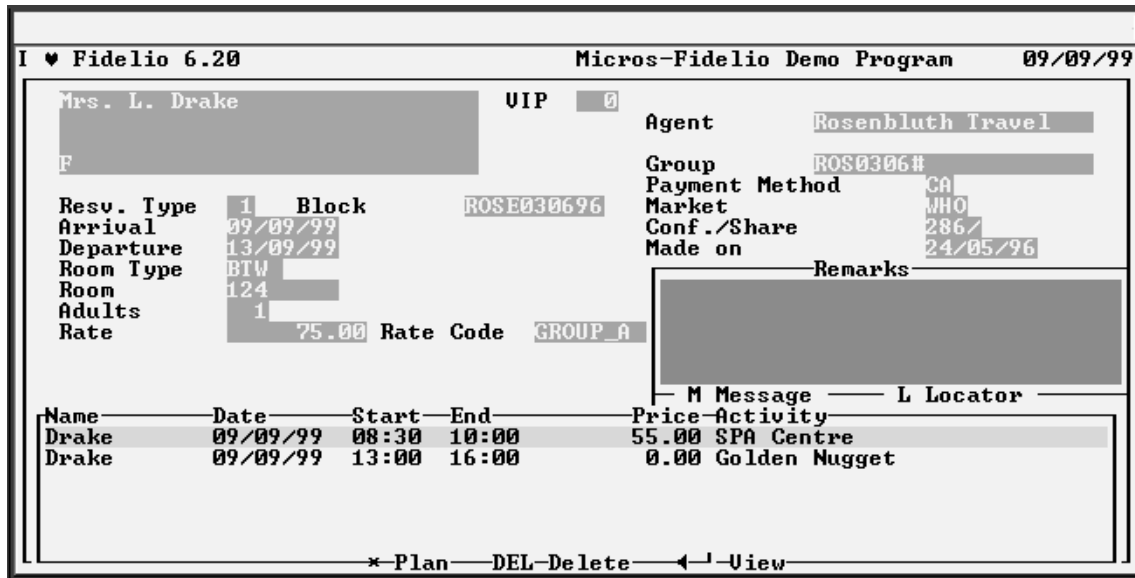 I ♥ Fidelio 6.20 Micros-Fidelio Demo Program 09/09/99
Mrs. L. Drake VIP 0
Agent Rosenbluth Travel
F Group ROS0306#
Payment Method CA
Resv. Type 1 Block ROSE030696 Market WHO
Arrival 09/09/99 Conf./Share 286/
Departure 13/09/99 Made on 24/05/96
Room Type BTW Remarks
Room 124
Adults 1
Rate 75.00 Rate Code GROUP_A
M Message L Locator
Name Date Start End Price Activity
Drake 09/09/99 08:30 10:00 55.00 SPA Centre
Drake 09/09/99 13:00 16:00 0.00 Golden Nugget
* Plan DEL-Delete ◄┘-View